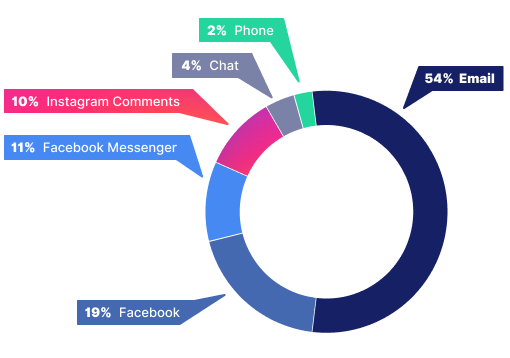 2% Phone
4% Chat
54% Email
10% Instagram Comments
11% Facebook Messenger
19% Facebook